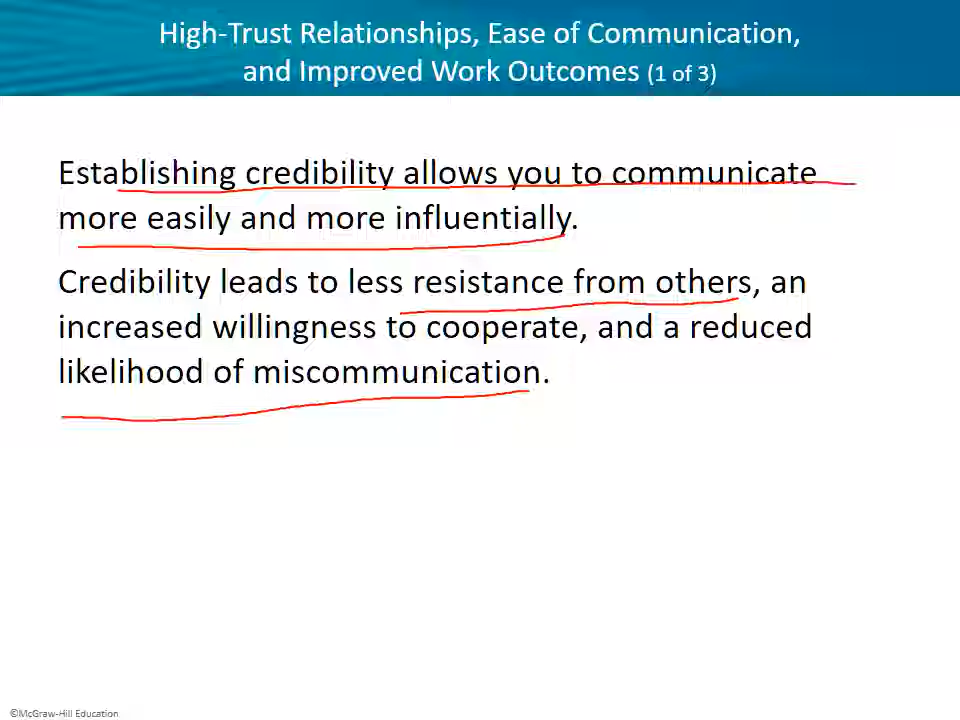 High-Trust Relationships, Ease of Communication,
and Improved Work Outcomes (1 of 3)
Establishing credibility allows you to communicate
more easily and more influentially.
Credibility leads to less resistance from others, an
increased willingness to cooperate, and a reduced
likelihood of miscommunication.
©McGraw-Hill Education